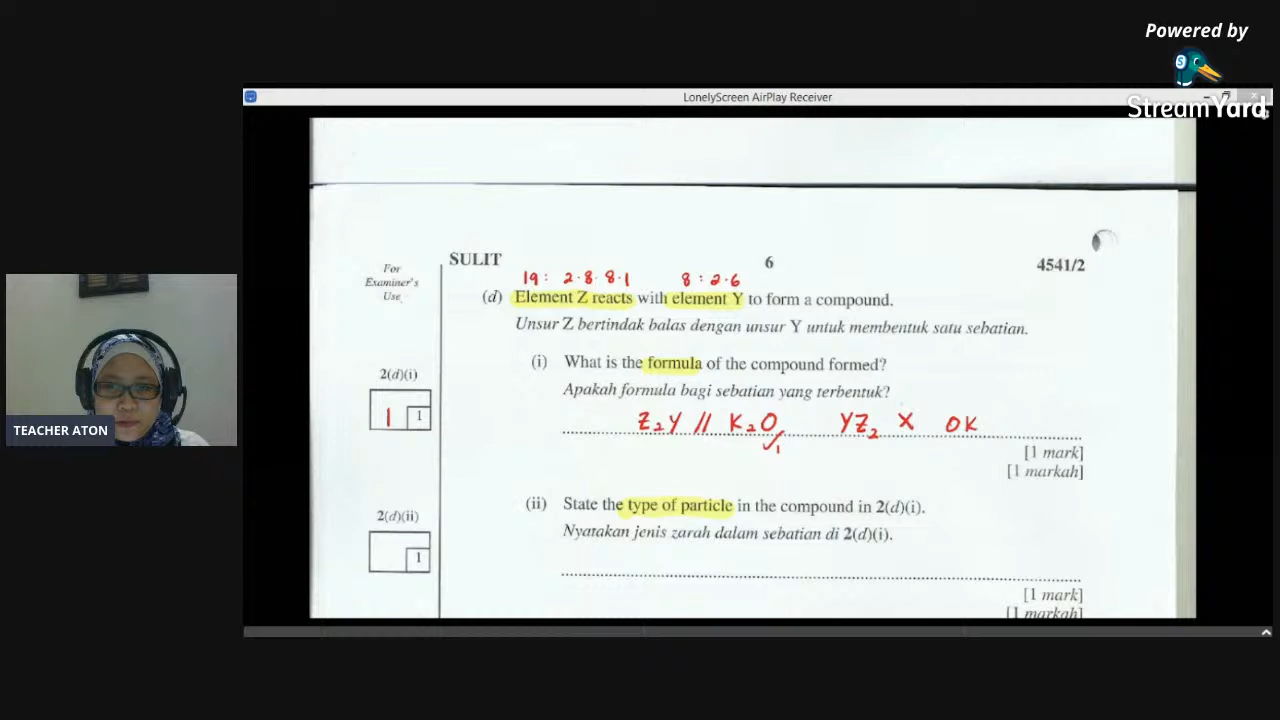 Powered by
StreamYard
LonelyScreen AirPlay Receiver
For
Examiner's
Use
SULIT
6
4541/2
19 : 2·8·8·1 8 : 2·6
(d) Element Z reacts with element Y to form a compound.
Unsur Z bertindak balas dengan unsur Y untuk membentuk satu sebatian.
2(d)(i)
1
1
(i) What is the formula of the compound formed?
Apakah formula bagi sebatian yang terbentuk?
Z₂Y // K₂O YZ₂ X OK
1
[1 mark]
[1 markah]
TEACHER ATON
2(d)(ii)
1
(ii) State the type of particle in the compound in 2(d)(i).
Nyatakan jenis zarah dalam sebatian di 2(d)(i).
[1 mark]
[1 markah]